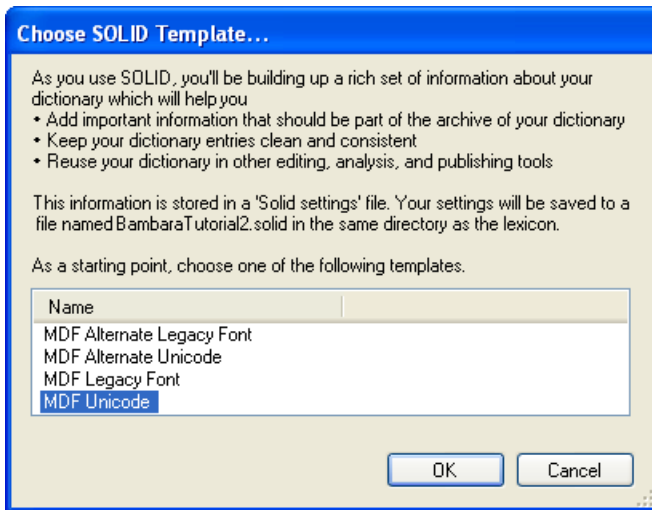 Choose SOLID Template...
As you use SOLID, you'll be building up a rich set of information about your
dictionary which will help you
• Add important information that should be part of the archive of your dictionary
• Keep your dictionary entries clean and consistent
• Reuse your dictionary in other editing, analysis, and publishing tools
This information is stored in a 'Solid settings' file. Your settings will be saved to a
file named BambaraTutorial2.solid in the same directory as the lexicon.
As a starting point, choose one of the following templates.
Name
MDF Alternate Legacy Font
MDF Alternate Unicode
MDF Legacy Font
MDF Unicode
OK Cancel